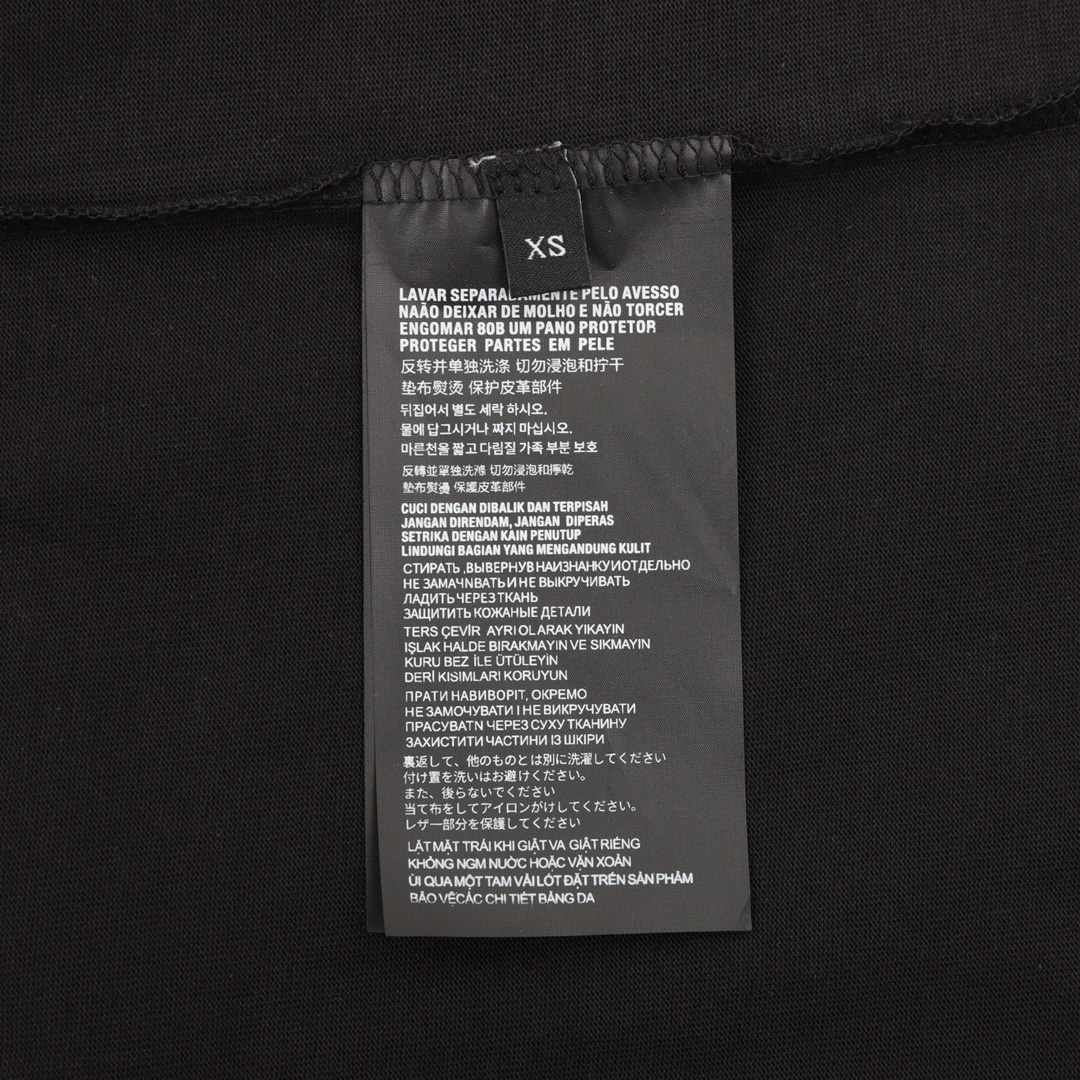 XS
LAVAR SEPARADAMENTE PELO AVESSO
NAÃO DEIXAR DE MOLHO E NÃO TORCER
ENGOMAR 80B UM PANO PROTETOR
PROTEGER PARTES EM PELE
反转并单独洗涤 切勿浸泡和拧干
垫布熨烫 保护皮革部件
뒤집어서 별도 세락 하시오.
물에 답그시거나 짜지 마십시오.
마른천을 짧고 다림질 가족 부분 보호
反轉並單独洗滌 切勿浸泡和擰乾
垫布熨燙 保護皮革部件
CUCI DENGAN DIBALIK DAN TERPISAH
JANGAN DIRENDAM, JANGAN DIPERAS
SETRIKA DENGAN KAIN PENUTUP
LINDUNGI BAGIAN YANG MENGANDUNG KULIT
СТИРАТЬ ,ВЫВЕРНУВ НАИЗНАНКУИОТДЕЛЬНО
НЕ ЗАМАЧNВАТЬ И НЕ ВЫКРУЧИВАТЬ
ЛАДИТЬ ЧЕРЕЗ ТКАНЬ
ЗАЩИТИТЬ КОЖАНЫЕ ДЕТАЛИ
TERS ÇEVİR AYRI OLARAK YIKAYIN
IŞLAK HALDE BIRAKMAYIN VE SIKMAYIN
KURU BEZ İLE ÜTÜLEYİN
DERİ KISIMLARI KORUYUN
ПРАТИ НАВИВОРІТ, ОКРЕМО
НЕ ЗАМОЧУВАТИ І НЕ ВИКРУЧУВАТИ
ПРАСУВАТN ЧЕРЕЗ СУХУ ТКАНИНУ
ЗАХИСТИТИ ЧАСТИНИ ІЗ ШКІРИ
裏返して、他のものとは別に洗濯してください
付け置を洗いはお避けください。
また、後らないでください
当て布をしてアイロンがけしてください。
レザー部分を保護してください
LẬT MẶT TRÁI KHI GIẶT VA GIẶT RIÊNG
KHÔNG NGM NUỚC HOẶC VẶN XOẮN
ỦI QUA MỘT TAM VẢI LÓT ĐẶT TRÊN SẢN PHẨM
BẢO VỆCÁC CHI TIẾT BẰNG DA